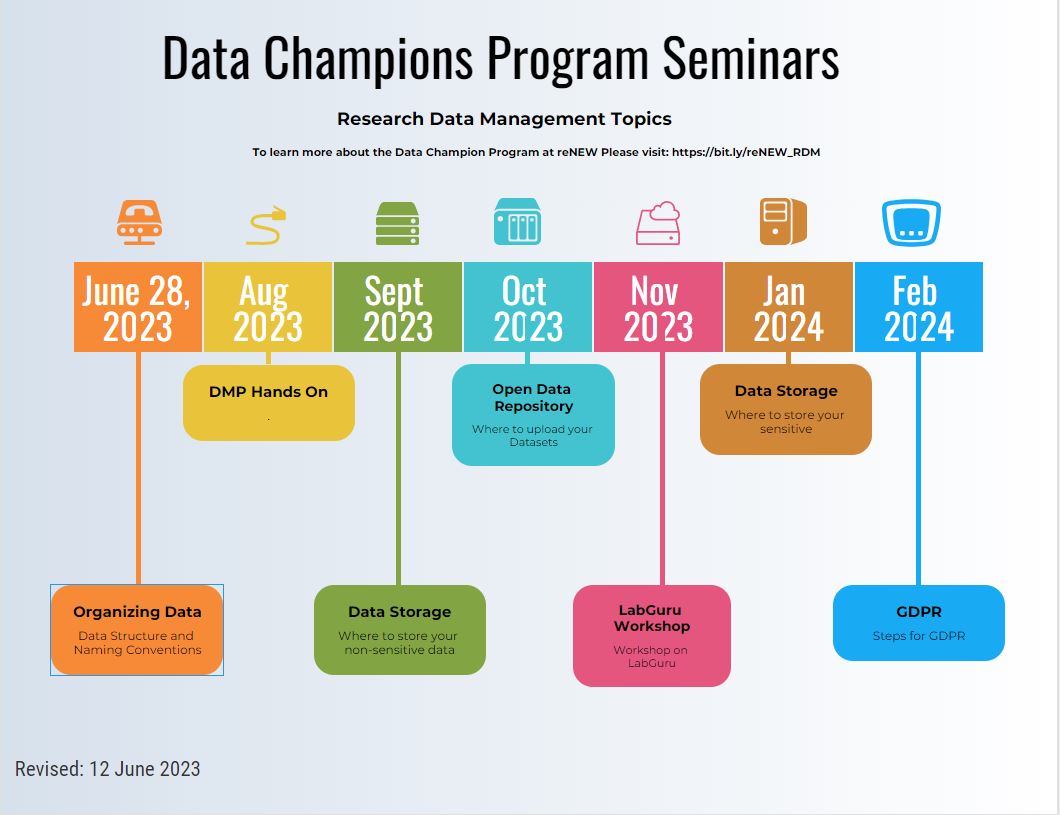 Data Champions Program Seminars
Research Data Management Topics
To learn more about the Data Champion Program at reNEW Please visit: https://bit.ly/reNEW_RDM
June 28,
2023
Aug
2023
Sept
2023
Oct
2023
Nov
2023
Jan
2024
Feb
2024
DMP Hands On
.
Open Data
Repository
Where to upload your
Datasets
Data Storage
Where to store your
sensitive
Organizing Data
Data Structure and
Naming Conventions
Data Storage
Where to store your
non-sensitive data
LabGuru
Workshop
Workshop on
LabGuru
GDPR
Steps for GDPR
Revised: 12 June 2023